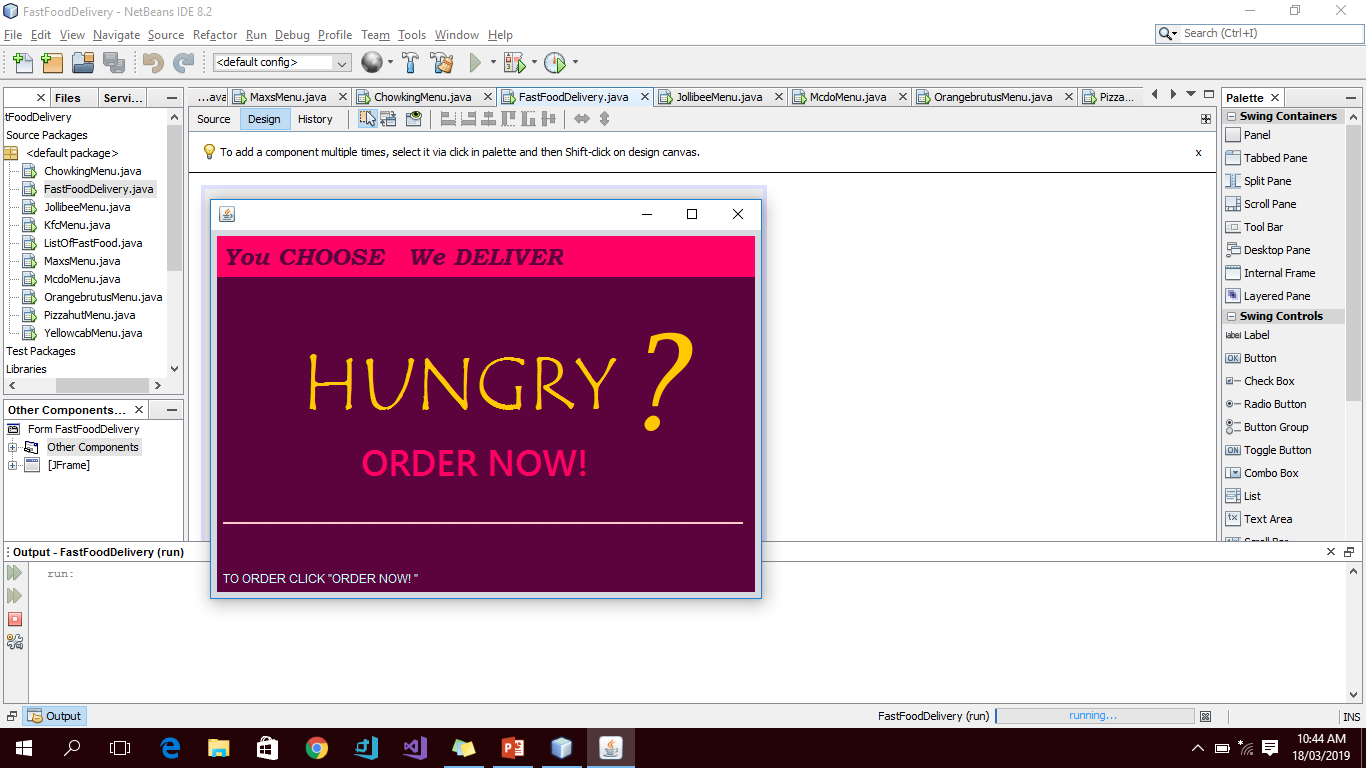 FastFoodDelivery - NetBeans IDE 8.2
File Edit View Navigate Source Refactor Run Debug Profile Team Tools Window Help
Search (Ctrl+I)
<default config>
Files
Servi...
...ava
MaxsMenu.java
ChowkingMenu.java
FastFoodDelivery.java
JollibeeMenu.java
McdoMenu.java
OrangebrutusMenu.java
Pizza...
Source Design History
To add a component multiple times, select it via click in palette and then Shift-click on design canvas.
x
tFoodDelivery
Source Packages
<default package>
ChowkingMenu.java
FastFoodDelivery.java
JollibeeMenu.java
KfcMenu.java
ListOfFastFood.java
MaxsMenu.java
McdoMenu.java
OrangebrutusMenu.java
PizzahutMenu.java
YellowcabMenu.java
Test Packages
Libraries
Other Components...
Form FastFoodDelivery
Other Components
[JFrame]
You CHOOSE We DELIVER
HUNGRY ?
ORDER NOW!
TO ORDER CLICK "ORDER NOW! "
Palette
Swing Containers
Panel
Tabbed Pane
Split Pane
Scroll Pane
Tool Bar
Desktop Pane
Internal Frame
Layered Pane
Swing Controls
label Label
OK Button
Check Box
Radio Button
Button Group
ON Toggle Button
Combo Box
List
Text Area
Output - FastFoodDelivery (run)
run:
Output
FastFoodDelivery (run)
running...
INS
10:44 AM
18/03/2019